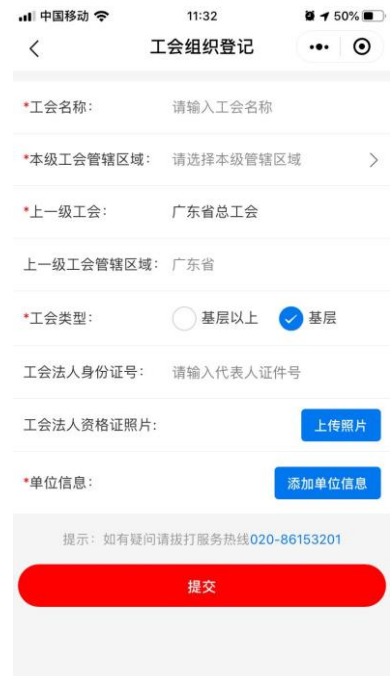 中国移动 11:32 50%
工会组织登记
*工会名称: 请输入工会名称
*本级工会管辖区域: 请选择本级管辖区域
*上一级工会: 广东省总工会
上一级工会管辖区域: 广东省
*工会类型: 基层以上 基层
工会法人身份证号: 请输入代表人证件号
工会法人资格证照片: 上传照片
*单位信息: 添加单位信息
提示: 如有疑问请拔打服务热线020-86153201
提交